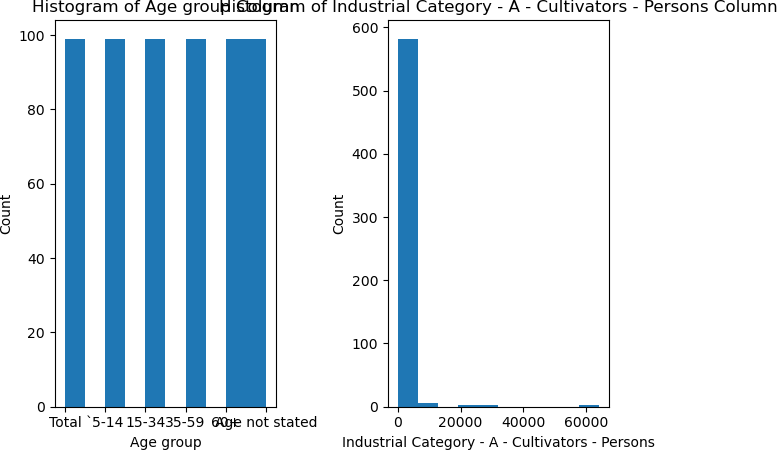 Histogram of Age group Column
Histogram of Industrial Category - A - Cultivators - Persons Column
100
80
60
40
20
0
Count
Total `5-14 15-34 35-59 60+ Age not stated
Age group
600
500
400
300
200
100
0
Count
0 20000 40000 60000
Industrial Category - A - Cultivators - Persons